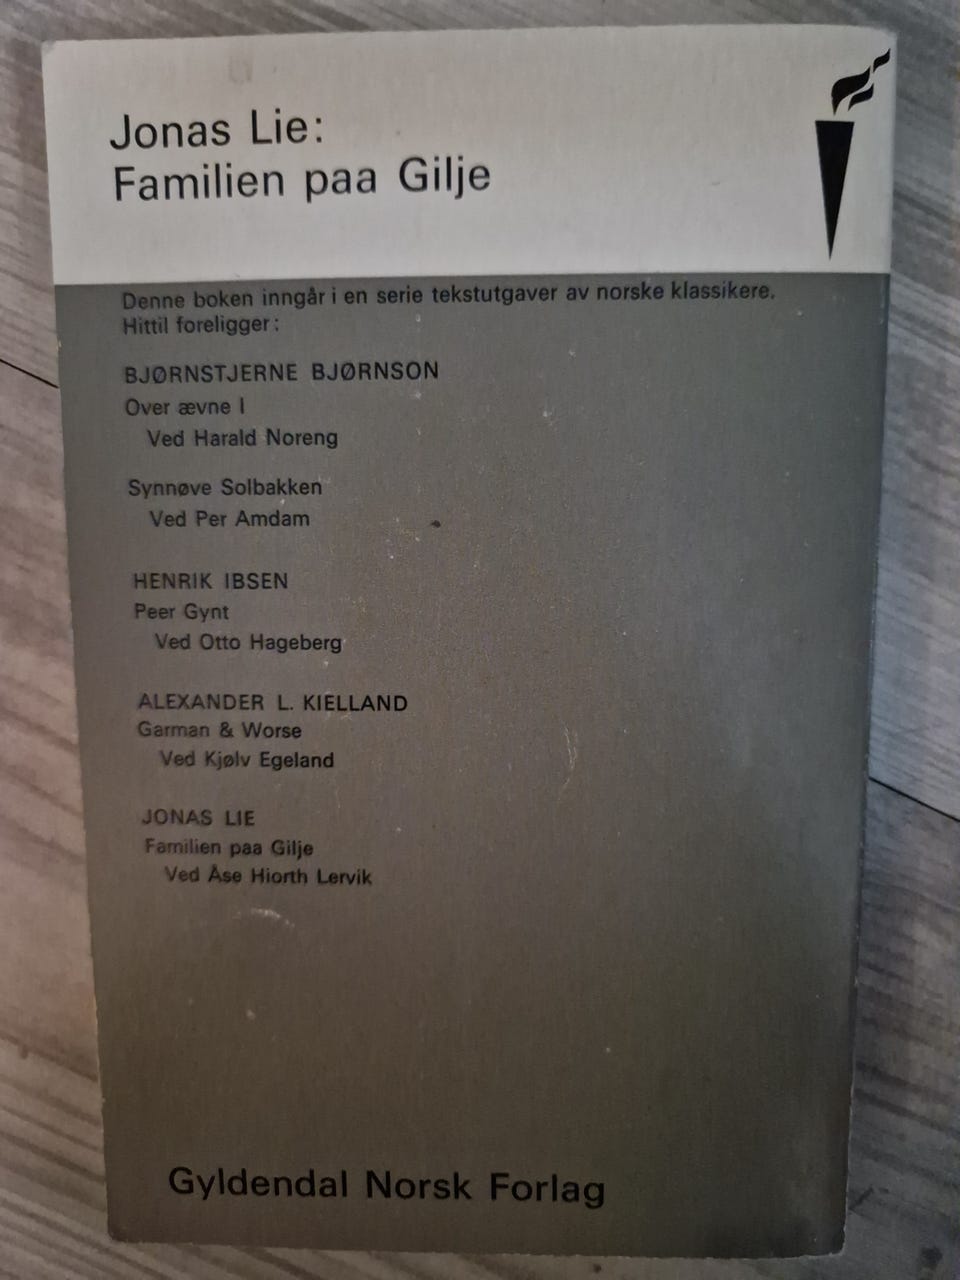 Jonas Lie:
Familien paa Gilje
Denne boken inngår i en serie tekstutgaver av norske klassikere.
Hittil foreligger:
BJØRNSTJERNE BJØRNSON
Over ævne I
Ved Harald Noreng
Synnøve Solbakken
Ved Per Amdam
HENRIK IBSEN
Peer Gynt
Ved Otto Hageberg
ALEXANDER L. KIELLAND
Garman & Worse
Ved Kjølv Egeland
JONAS LIE
Familien paa Gilje
Ved Åse Hiorth Lervik
Gyldendal Norsk Forlag